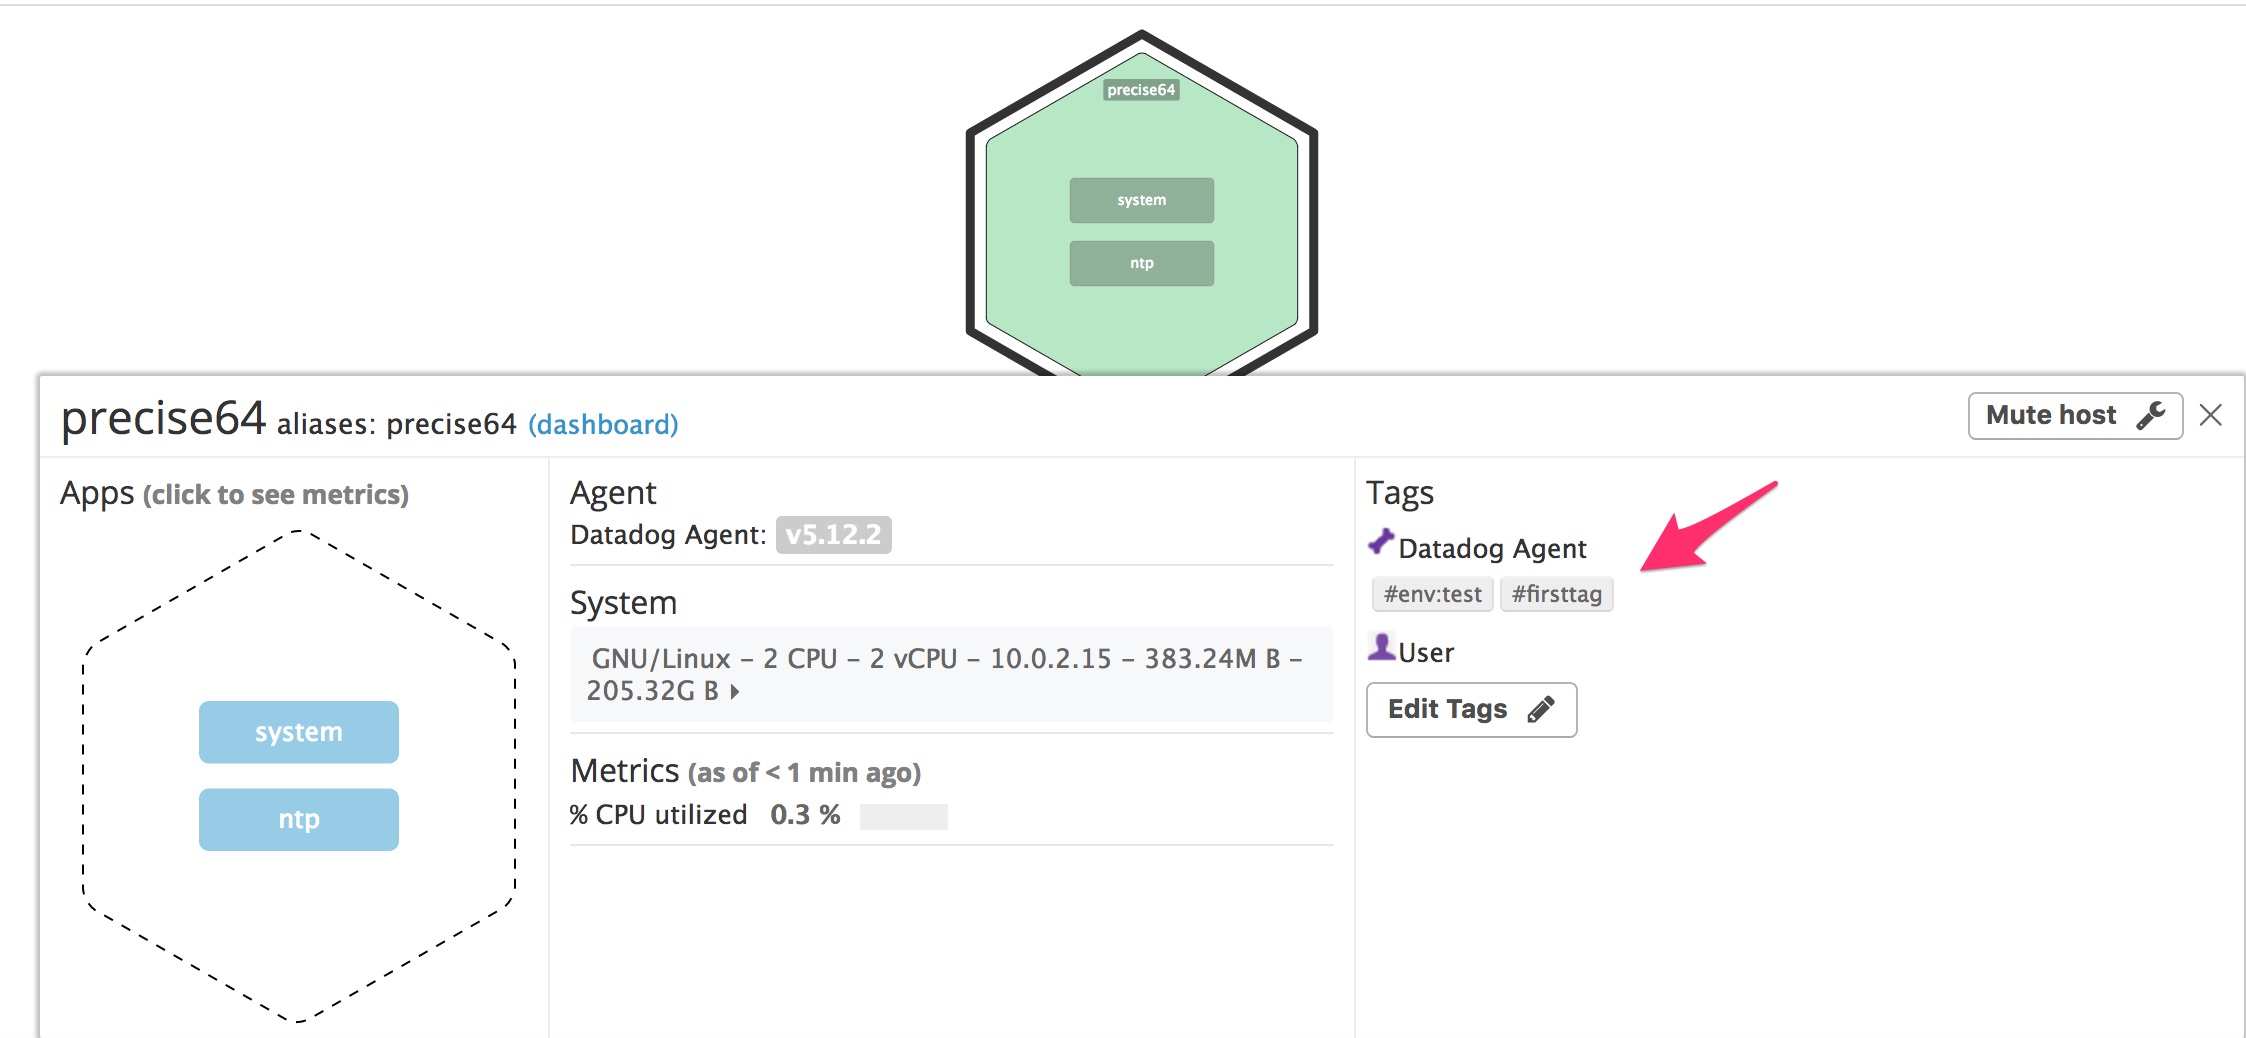 precise64
system
ntp
precise64 aliases: precise64 (dashboard)
Mute host
Apps (click to see metrics)
system
ntp
Agent
Datadog Agent: v5.12.2
System
GNU/Linux – 2 CPU – 2 vCPU – 10.0.2.15 – 383.24M B –
205.32G B
Metrics (as of < 1 min ago)
% CPU utilized 0.3 %
Tags
Datadog Agent
#env:test #firsttag
User
Edit Tags